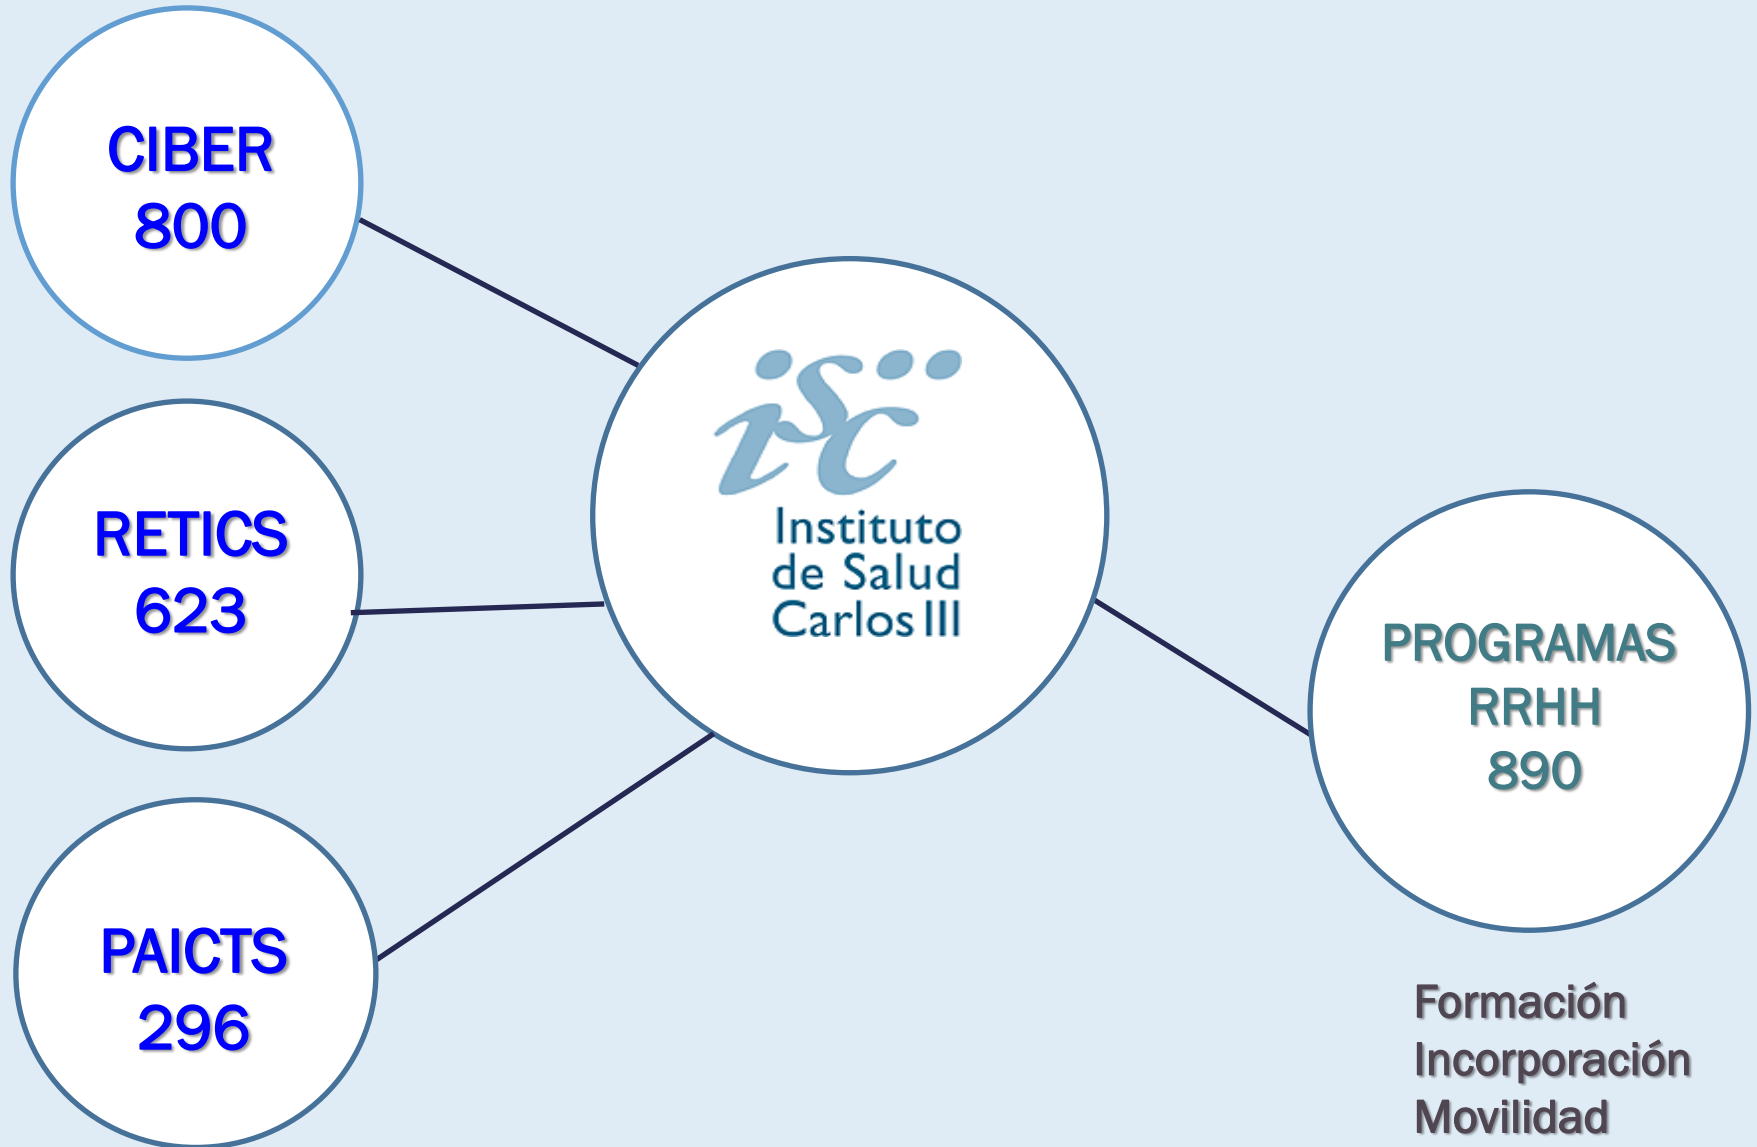 CIBER
800
RETICS
623
PAICTS
296
isc
Instituto
de Salud
Carlos III
PROGRAMAS
RRHH
890
Formación
Incorporación
Movilidad